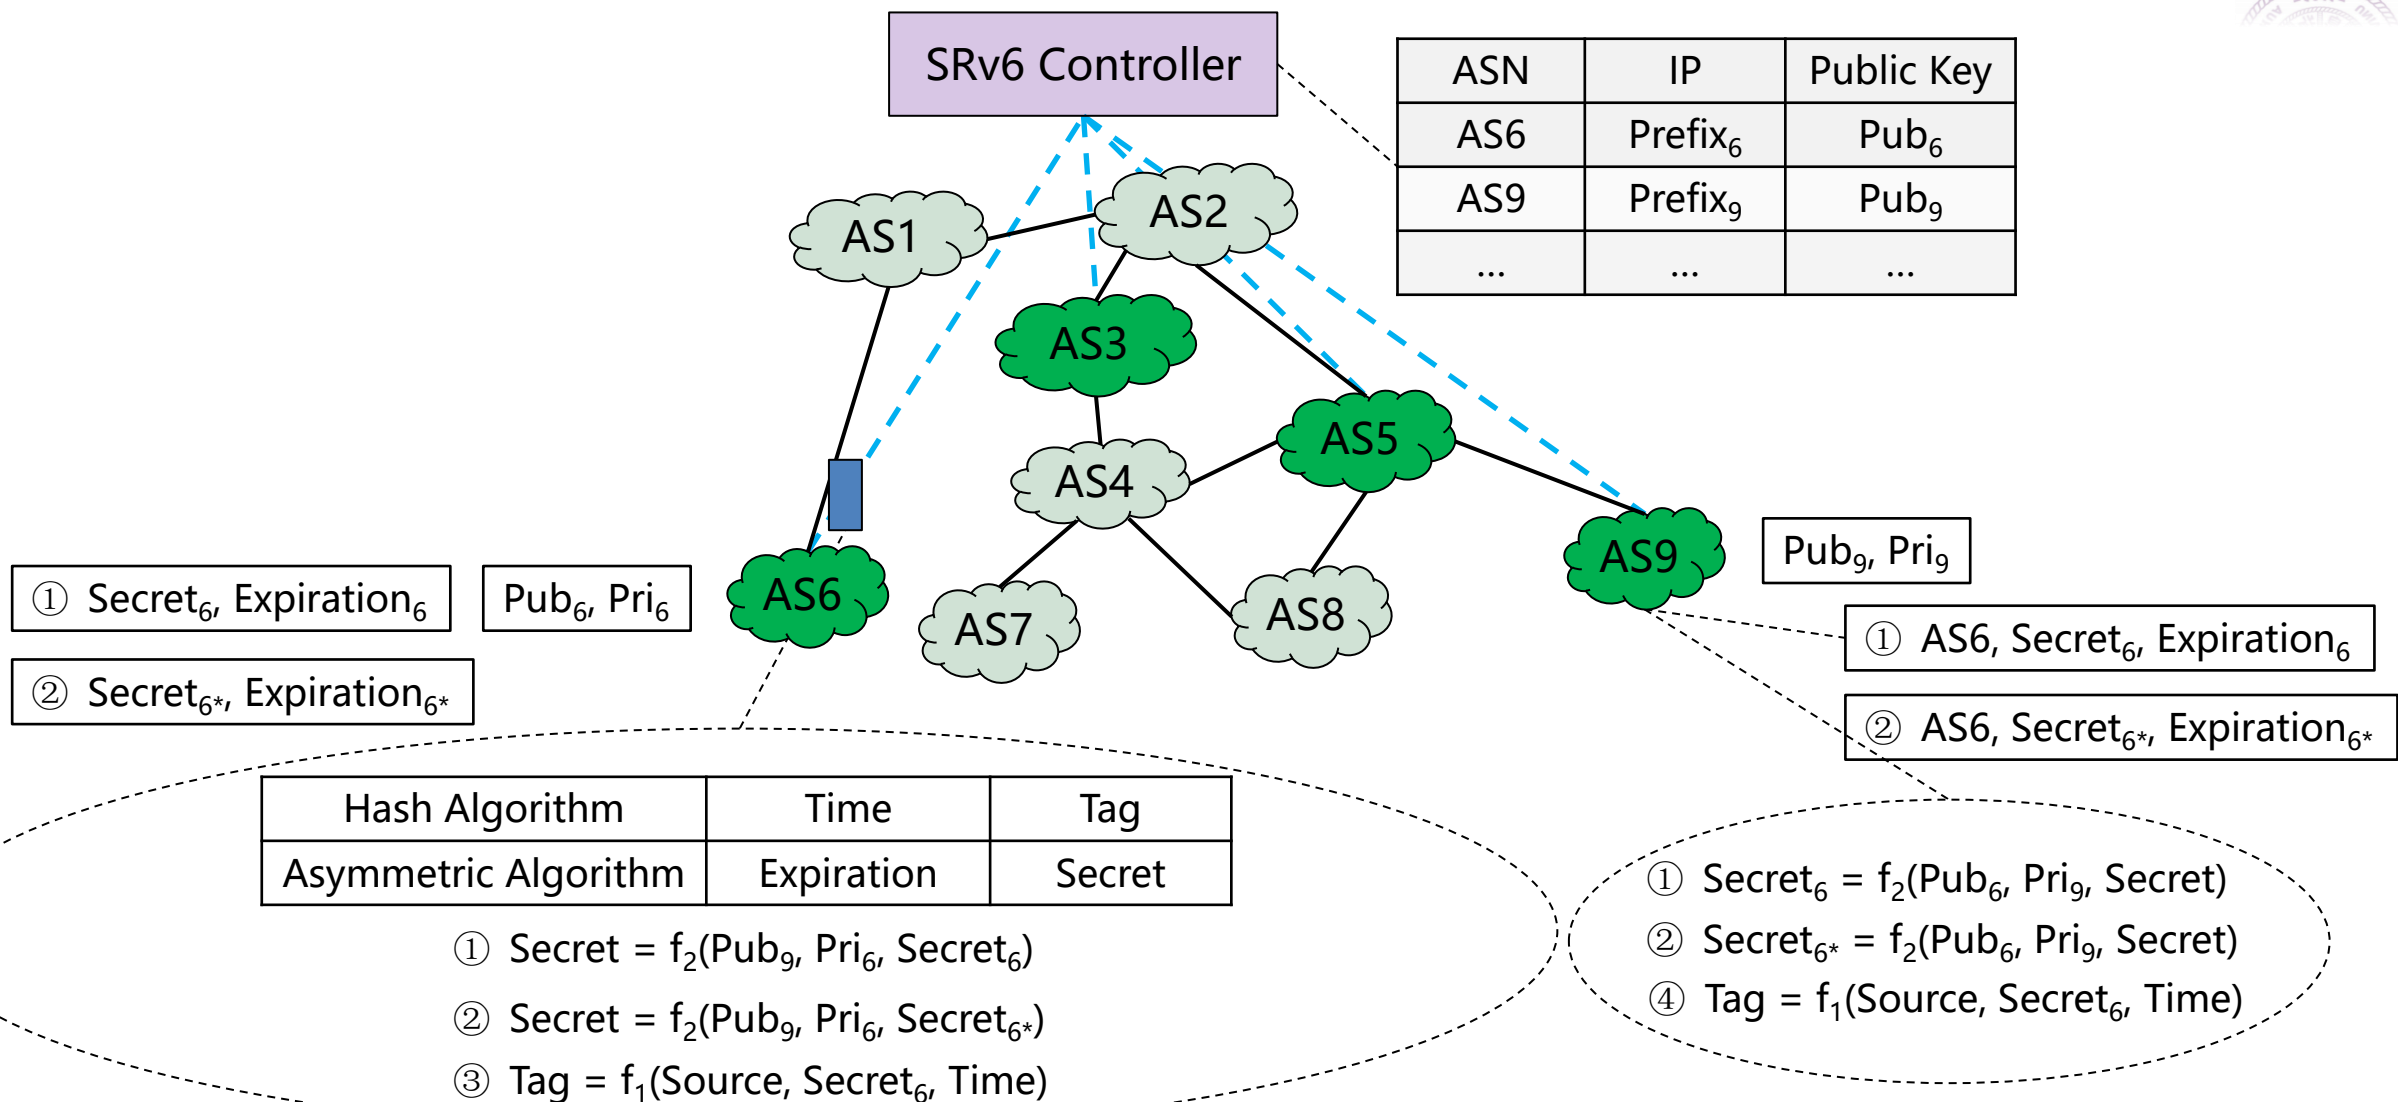 SRv6 Controller
ASN IP Public Key
AS6 Prefix₆ Pub₆
AS9 Prefix₉ Pub₉
... ... ...
AS1
AS2
AS3
AS4
AS5
AS6
AS7
AS8
AS9
① Secret₆, Expiration₆
Pub₆, Pri₆
② Secret₆*, Expiration₆*
Pub₉, Pri₉
① AS6, Secret₆, Expiration₆
② AS6, Secret₆*, Expiration₆*
Hash Algorithm Time Tag
Asymmetric Algorithm Expiration Secret
① Secret = f₂(Pub₉, Pri₆, Secret₆)
② Secret = f₂(Pub₉, Pri₆, Secret₆*)
③ Tag = f₁(Source, Secret₆, Time)
① Secret₆ = f₂(Pub₆, Pri₉, Secret)
② Secret₆* = f₂(Pub₆, Pri₉, Secret)
④ Tag = f₁(Source, Secret₆, Time)